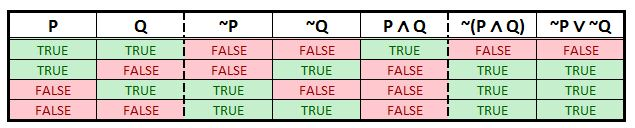 P Q ~P ~Q P ∧ Q ~(P ∧ Q) ~P ∨ ~Q
TRUE TRUE FALSE FALSE TRUE FALSE FALSE
TRUE FALSE FALSE TRUE FALSE TRUE TRUE
FALSE TRUE TRUE FALSE FALSE TRUE TRUE
FALSE FALSE TRUE TRUE FALSE TRUE TRUE